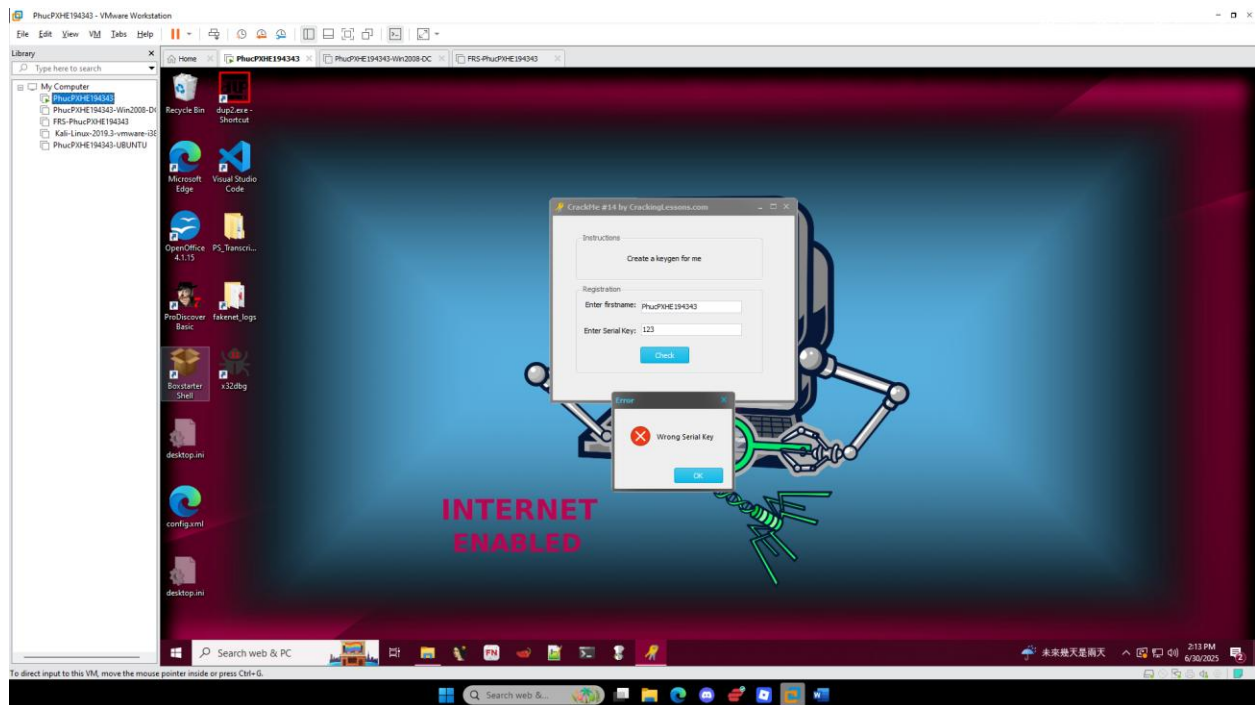 PhucPXHE194343 - VMware Workstation
File Edit View VM Tabs Help
Library
Type here to search
My Computer
PhucPXHE194343
PhucPXHE194343-Win2008-D
FRS-PhucPXHE194343
Kali-Linux-2019.3-vmware-i38
PhucPXHE194343-UBUNTU
Home
PhucPXHE194343
PhucPXHE194343-Win2008-DC
FRS-PhucPXHE194343
Recycle Bin
dup2.exe -
Shortcut
Microsoft
Edge
Visual Studio
Code
OpenOffice
4.1.15
PS_Transcri...
ProDiscover
Basic
fakenet_logs
Boxstarter
Shell
x32dbg
desktop.ini
config.xml
desktop.ini
CrackMe #14 by CrackingLessons.com
Instructions
Create a keygen for me
Registration
Enter firstname: PhucPXHE194343
Enter Serial Key: 123
Check
Error
Wrong Serial Key
OK
INTERNET
ENABLED
Search web & PC
FN
未來幾天是兩天
2:13 PM
6/30/2025
To direct input to this VM, move the mouse pointer inside or press Ctrl+G.
Search web &...